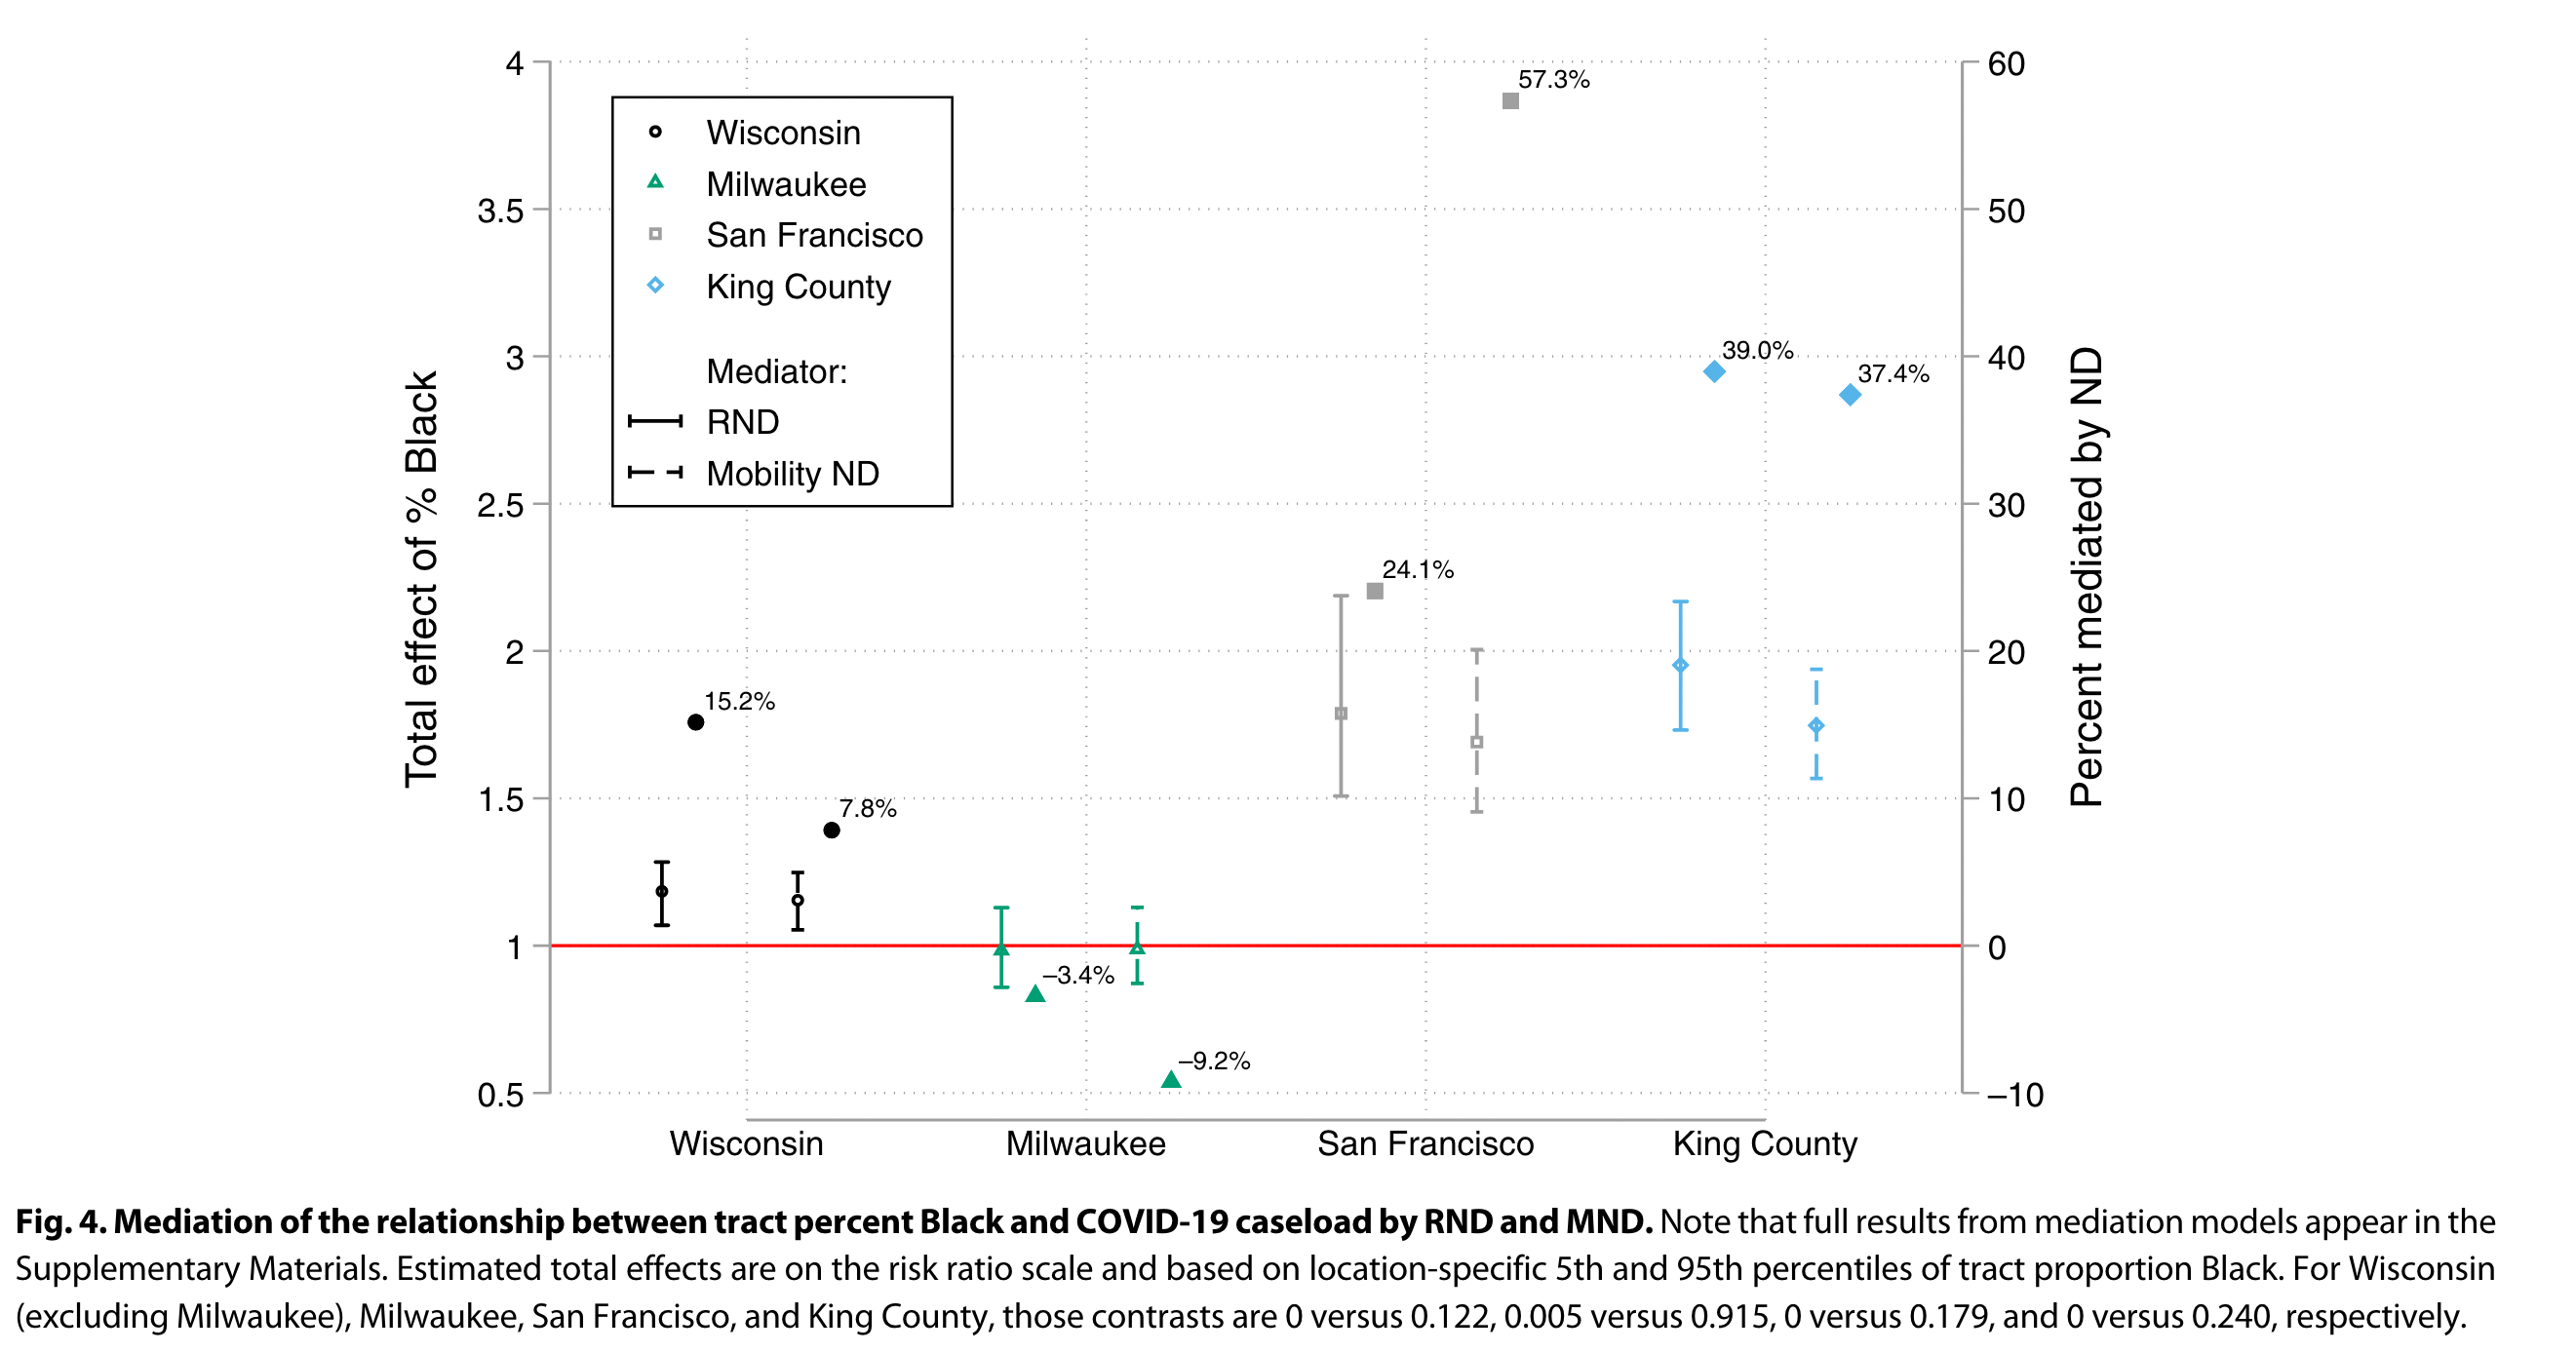 Total effect of % Black
4
3.5
3
2.5
2
1.5
1
0.5
Wisconsin
Milwaukee
San Francisco
King County
Mediator:
RND
Mobility ND
15.2%
7.8%
–3.4%
–9.2%
24.1%
57.3%
39.0%
37.4%
60
50
40
30
20
10
0
–10
Percent mediated by ND
Wisconsin
Milwaukee
San Francisco
King County
Fig. 4. Mediation of the relationship between tract percent Black and COVID-19 caseload by RND and MND. Note that full results from mediation models appear in the
Supplementary Materials. Estimated total effects are on the risk ratio scale and based on location-specific 5th and 95th percentiles of tract proportion Black. For Wisconsin
(excluding Milwaukee), Milwaukee, San Francisco, and King County, those contrasts are 0 versus 0.122, 0.005 versus 0.915, 0 versus 0.179, and 0 versus 0.240, respectively.